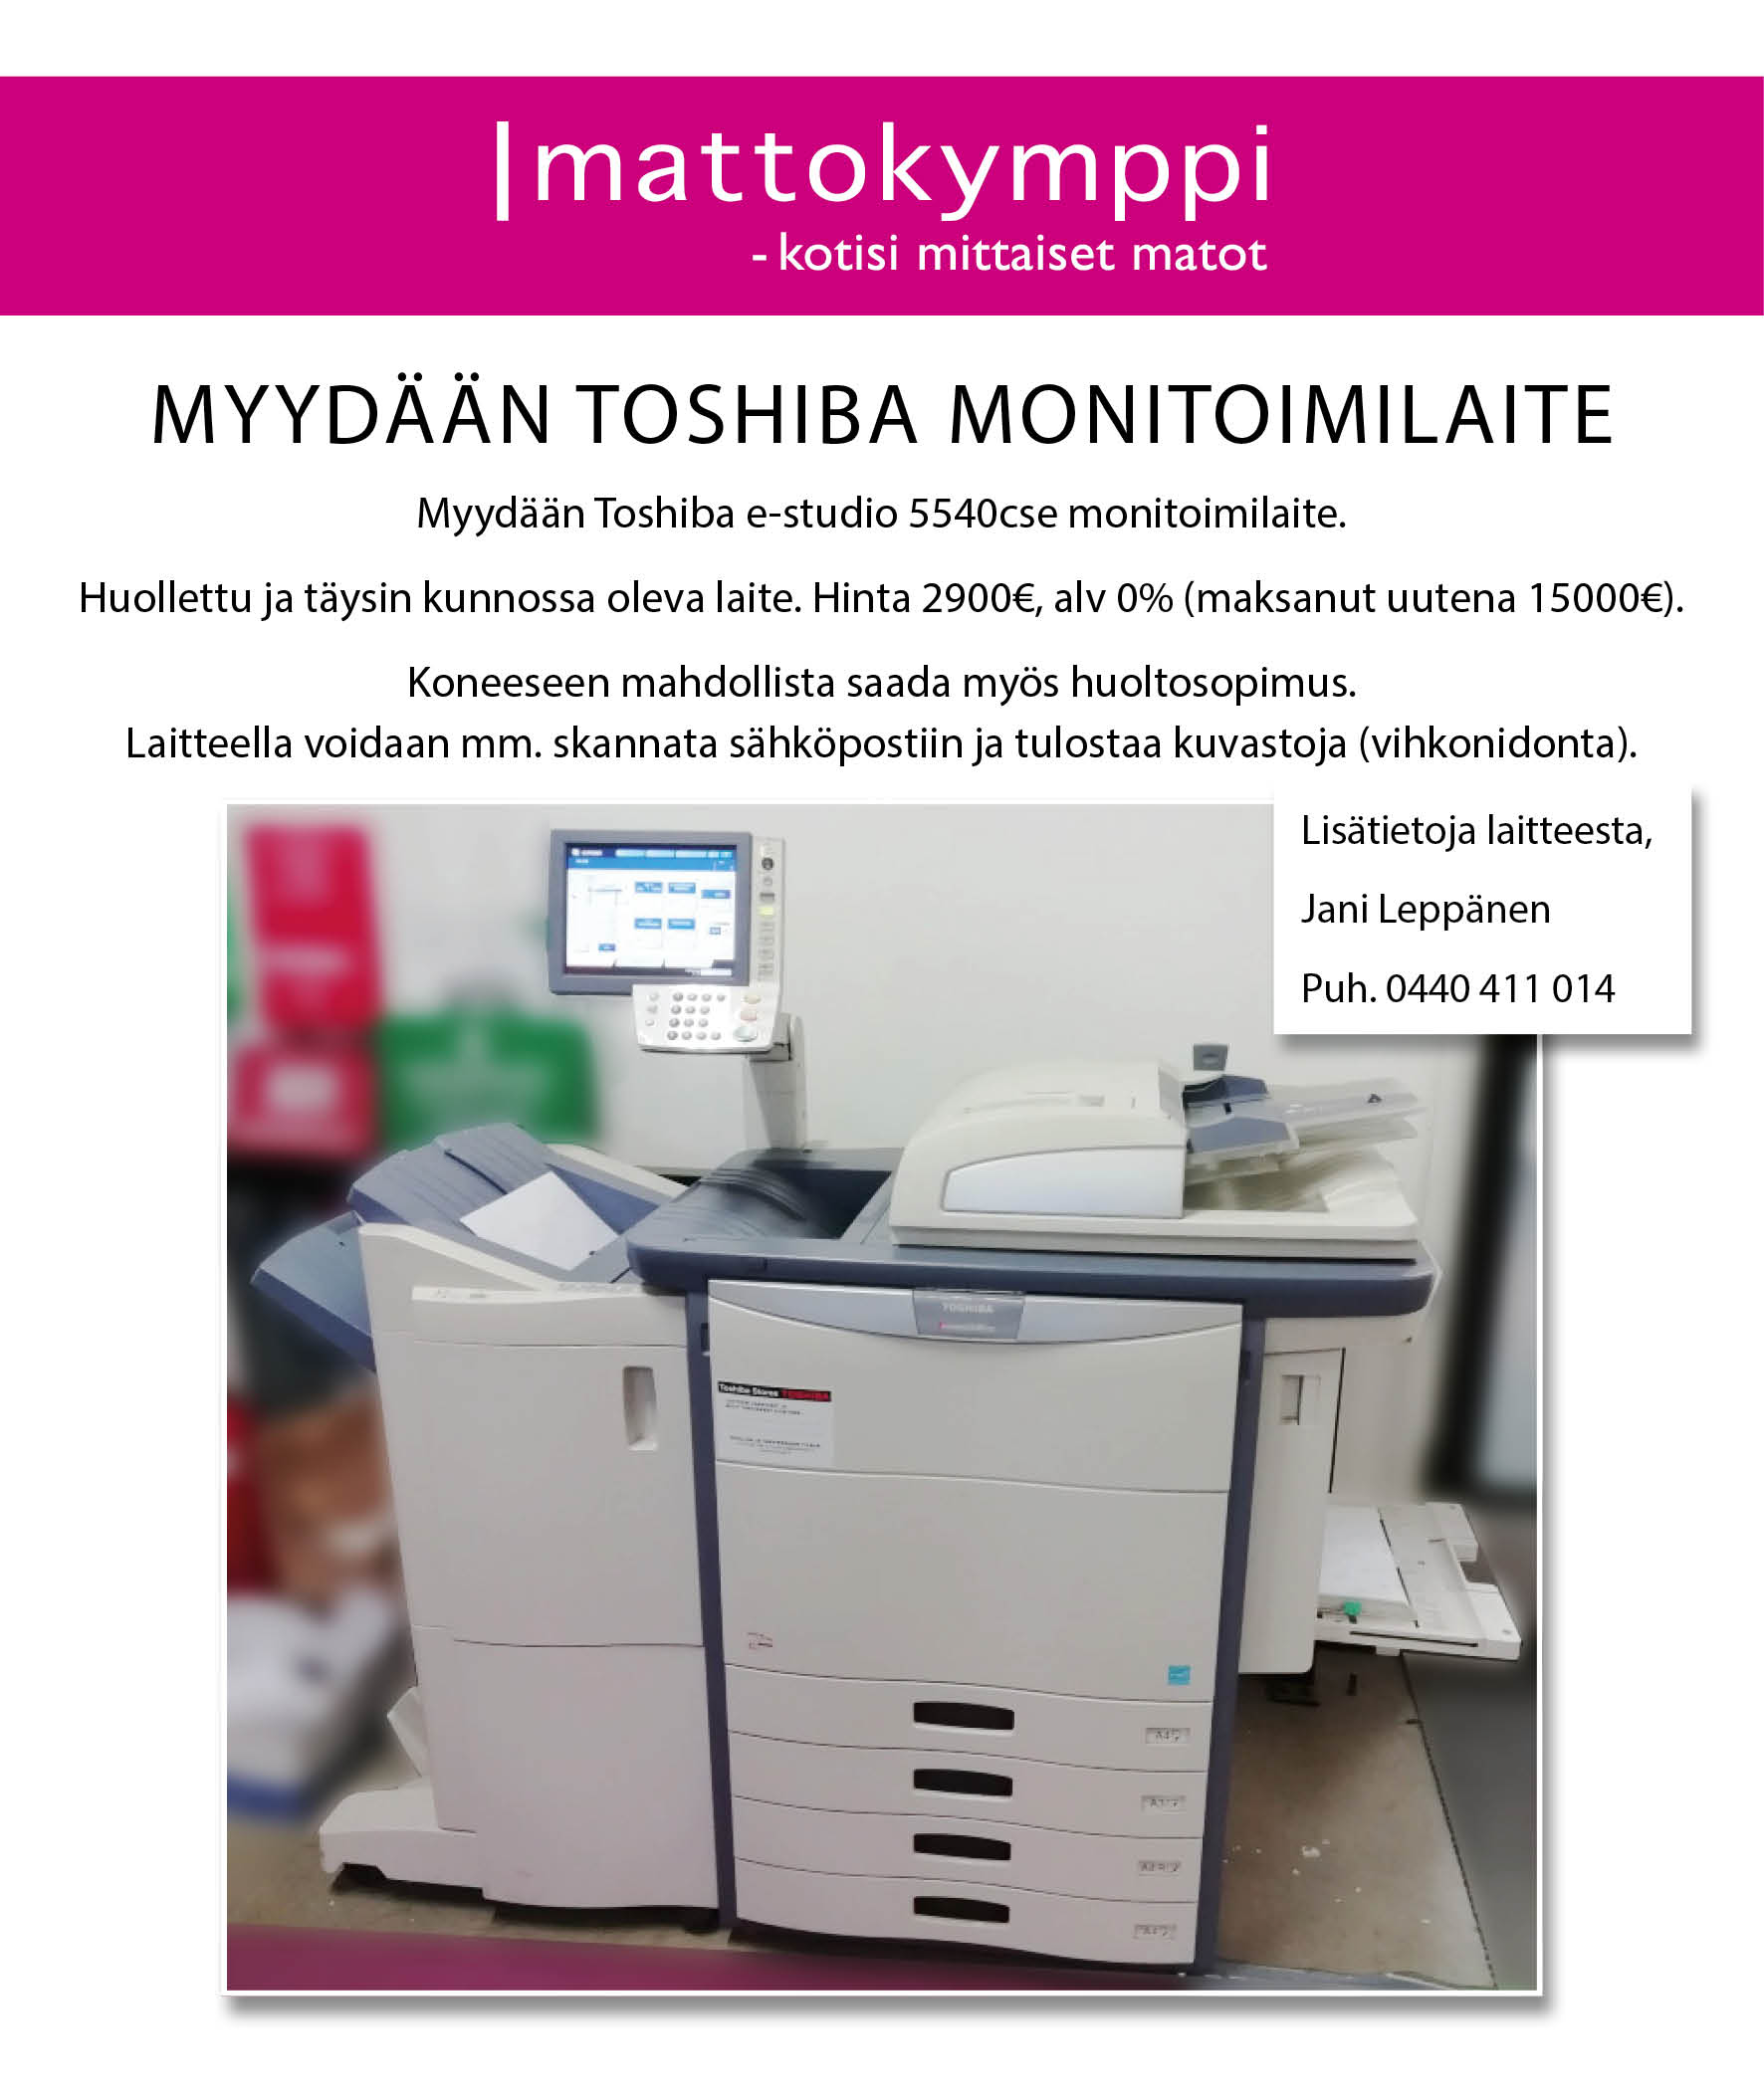 mattokymppi
- kotisi mittaiset matot
MYYDÄÄN TOSHIBA MONITOIMILAITE
Myydään Toshiba e-studio 5540cse monitoimilaite.
Huollettu ja täysin kunnossa oleva laite. Hinta 2900€, alv 0% (maksanut uutena 15000€).
Koneeseen mahdollista saada myös huoltosopimus.
Laitteella voidaan mm. skannata sähköpostiin ja tulostaa kuvastoja (vihkonidonta).
Lisätietoja laitteesta,
Jani Leppänen
Puh. 0440 411 014
TOSHIBA
Toshiba Stores TOSHIBA